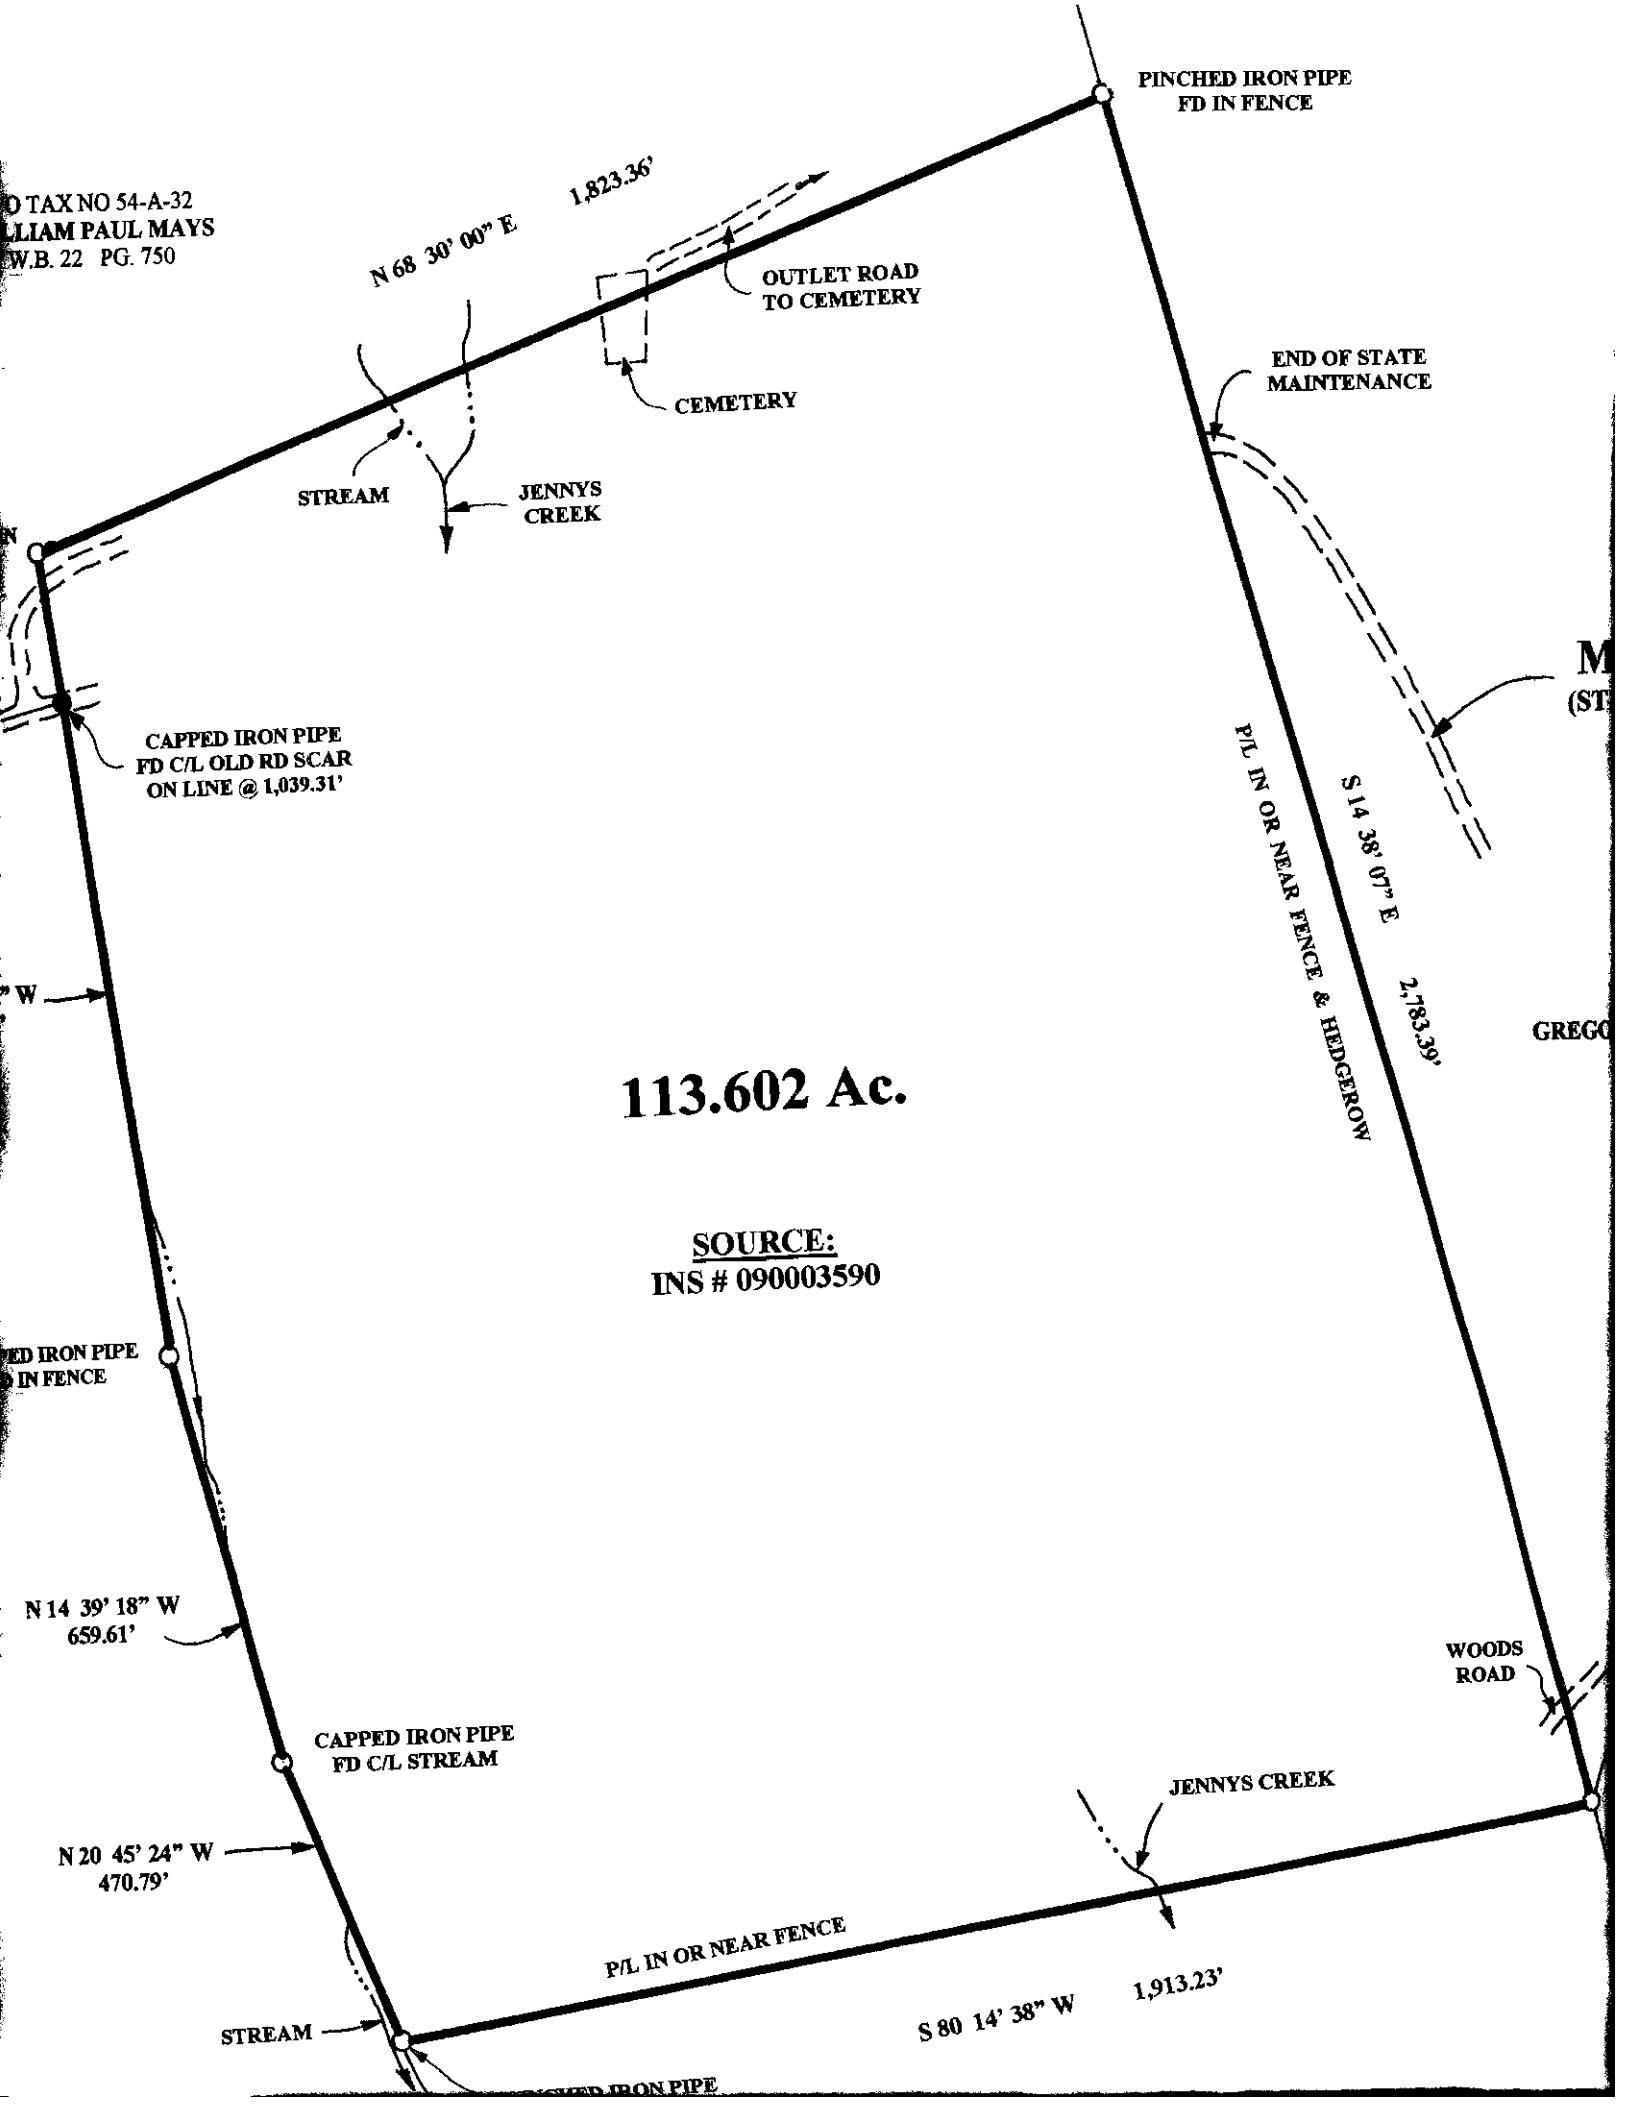 PINCHED IRON PIPE
FD IN FENCE
TAX NO 54-A-32
PAUL MAYS
W.B. 22 PG. 750
N 68 30' 00" E 1,823.36'
OUTLET ROAD
TO CEMETERY
CEMETERY
END OF STATE
MAINTENANCE
STREAM
JENNYS
CREEK
CAPPED IRON PIPE
FD C/L OLD RD SCAR
ON LINE @ 1,039.31'
P/L IN OR NEAR FENCE & HEDGEROW
S 14 38' 07" E 2,783.39'
" W
113.602 Ac.
SOURCE:
INS # 090003590
IRON PIPE
IN FENCE
N 14 39' 18" W
659.61'
WOODS
ROAD
CAPPED IRON PIPE
FD C/L STREAM
JENNYS CREEK
N 20 45' 24" W
470.79'
P/L IN OR NEAR FENCE
S 80 14' 38" W 1,913.23'
STREAM
IRON PIPE